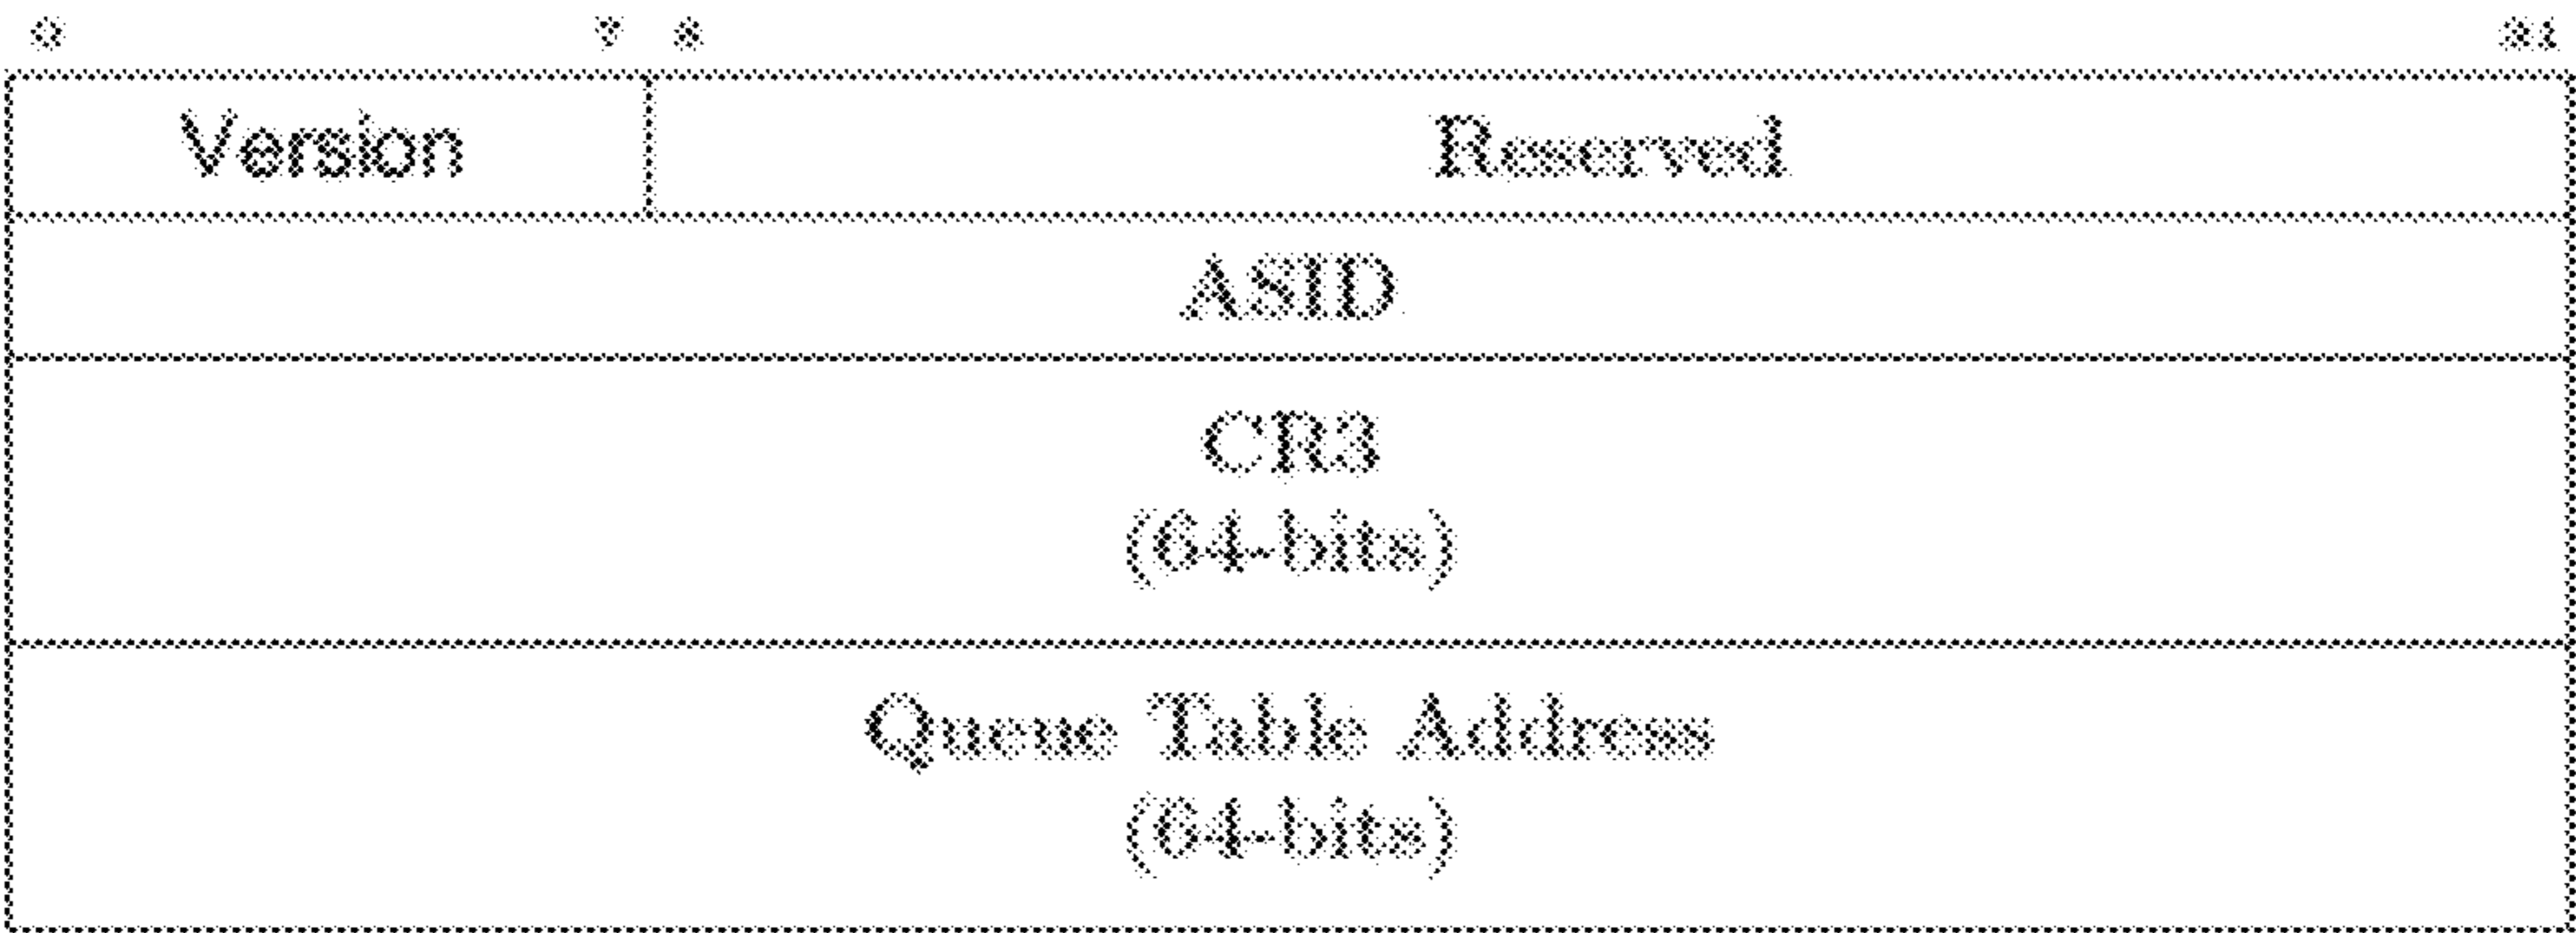 0 7 8 31
Version Reserved
ASID
CR3
(64-bits)
Queue Table Address
(64-bits)